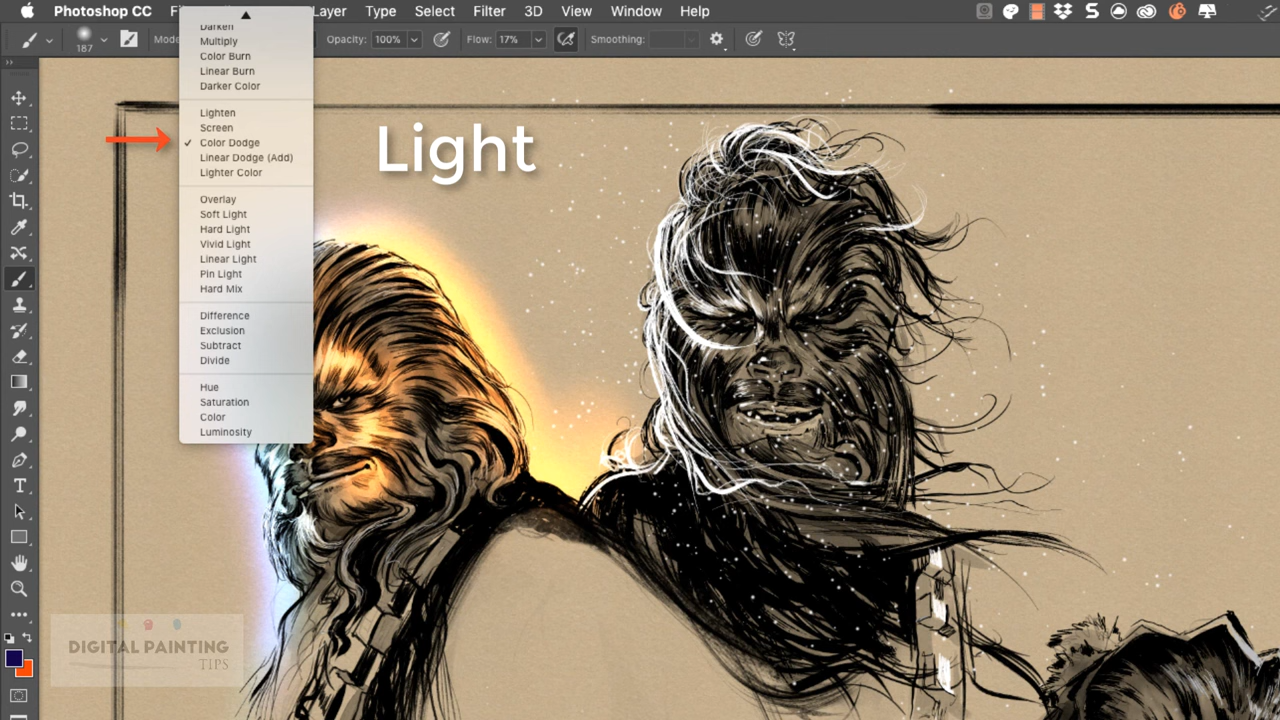 Photoshop CC
Layer
Type
Select
Filter
3D
View
Window
Help
187
Opacity: 100%
Flow: 17%
Smoothing:
Darken
Multiply
Color Burn
Linear Burn
Darker Color
Lighten
Screen
Color Dodge
Linear Dodge (Add)
Lighter Color
Overlay
Soft Light
Hard Light
Vivid Light
Linear Light
Pin Light
Hard Mix
Difference
Exclusion
Subtract
Divide
Hue
Saturation
Color
Luminosity
Light
DIGITAL PAINTING
TIPS